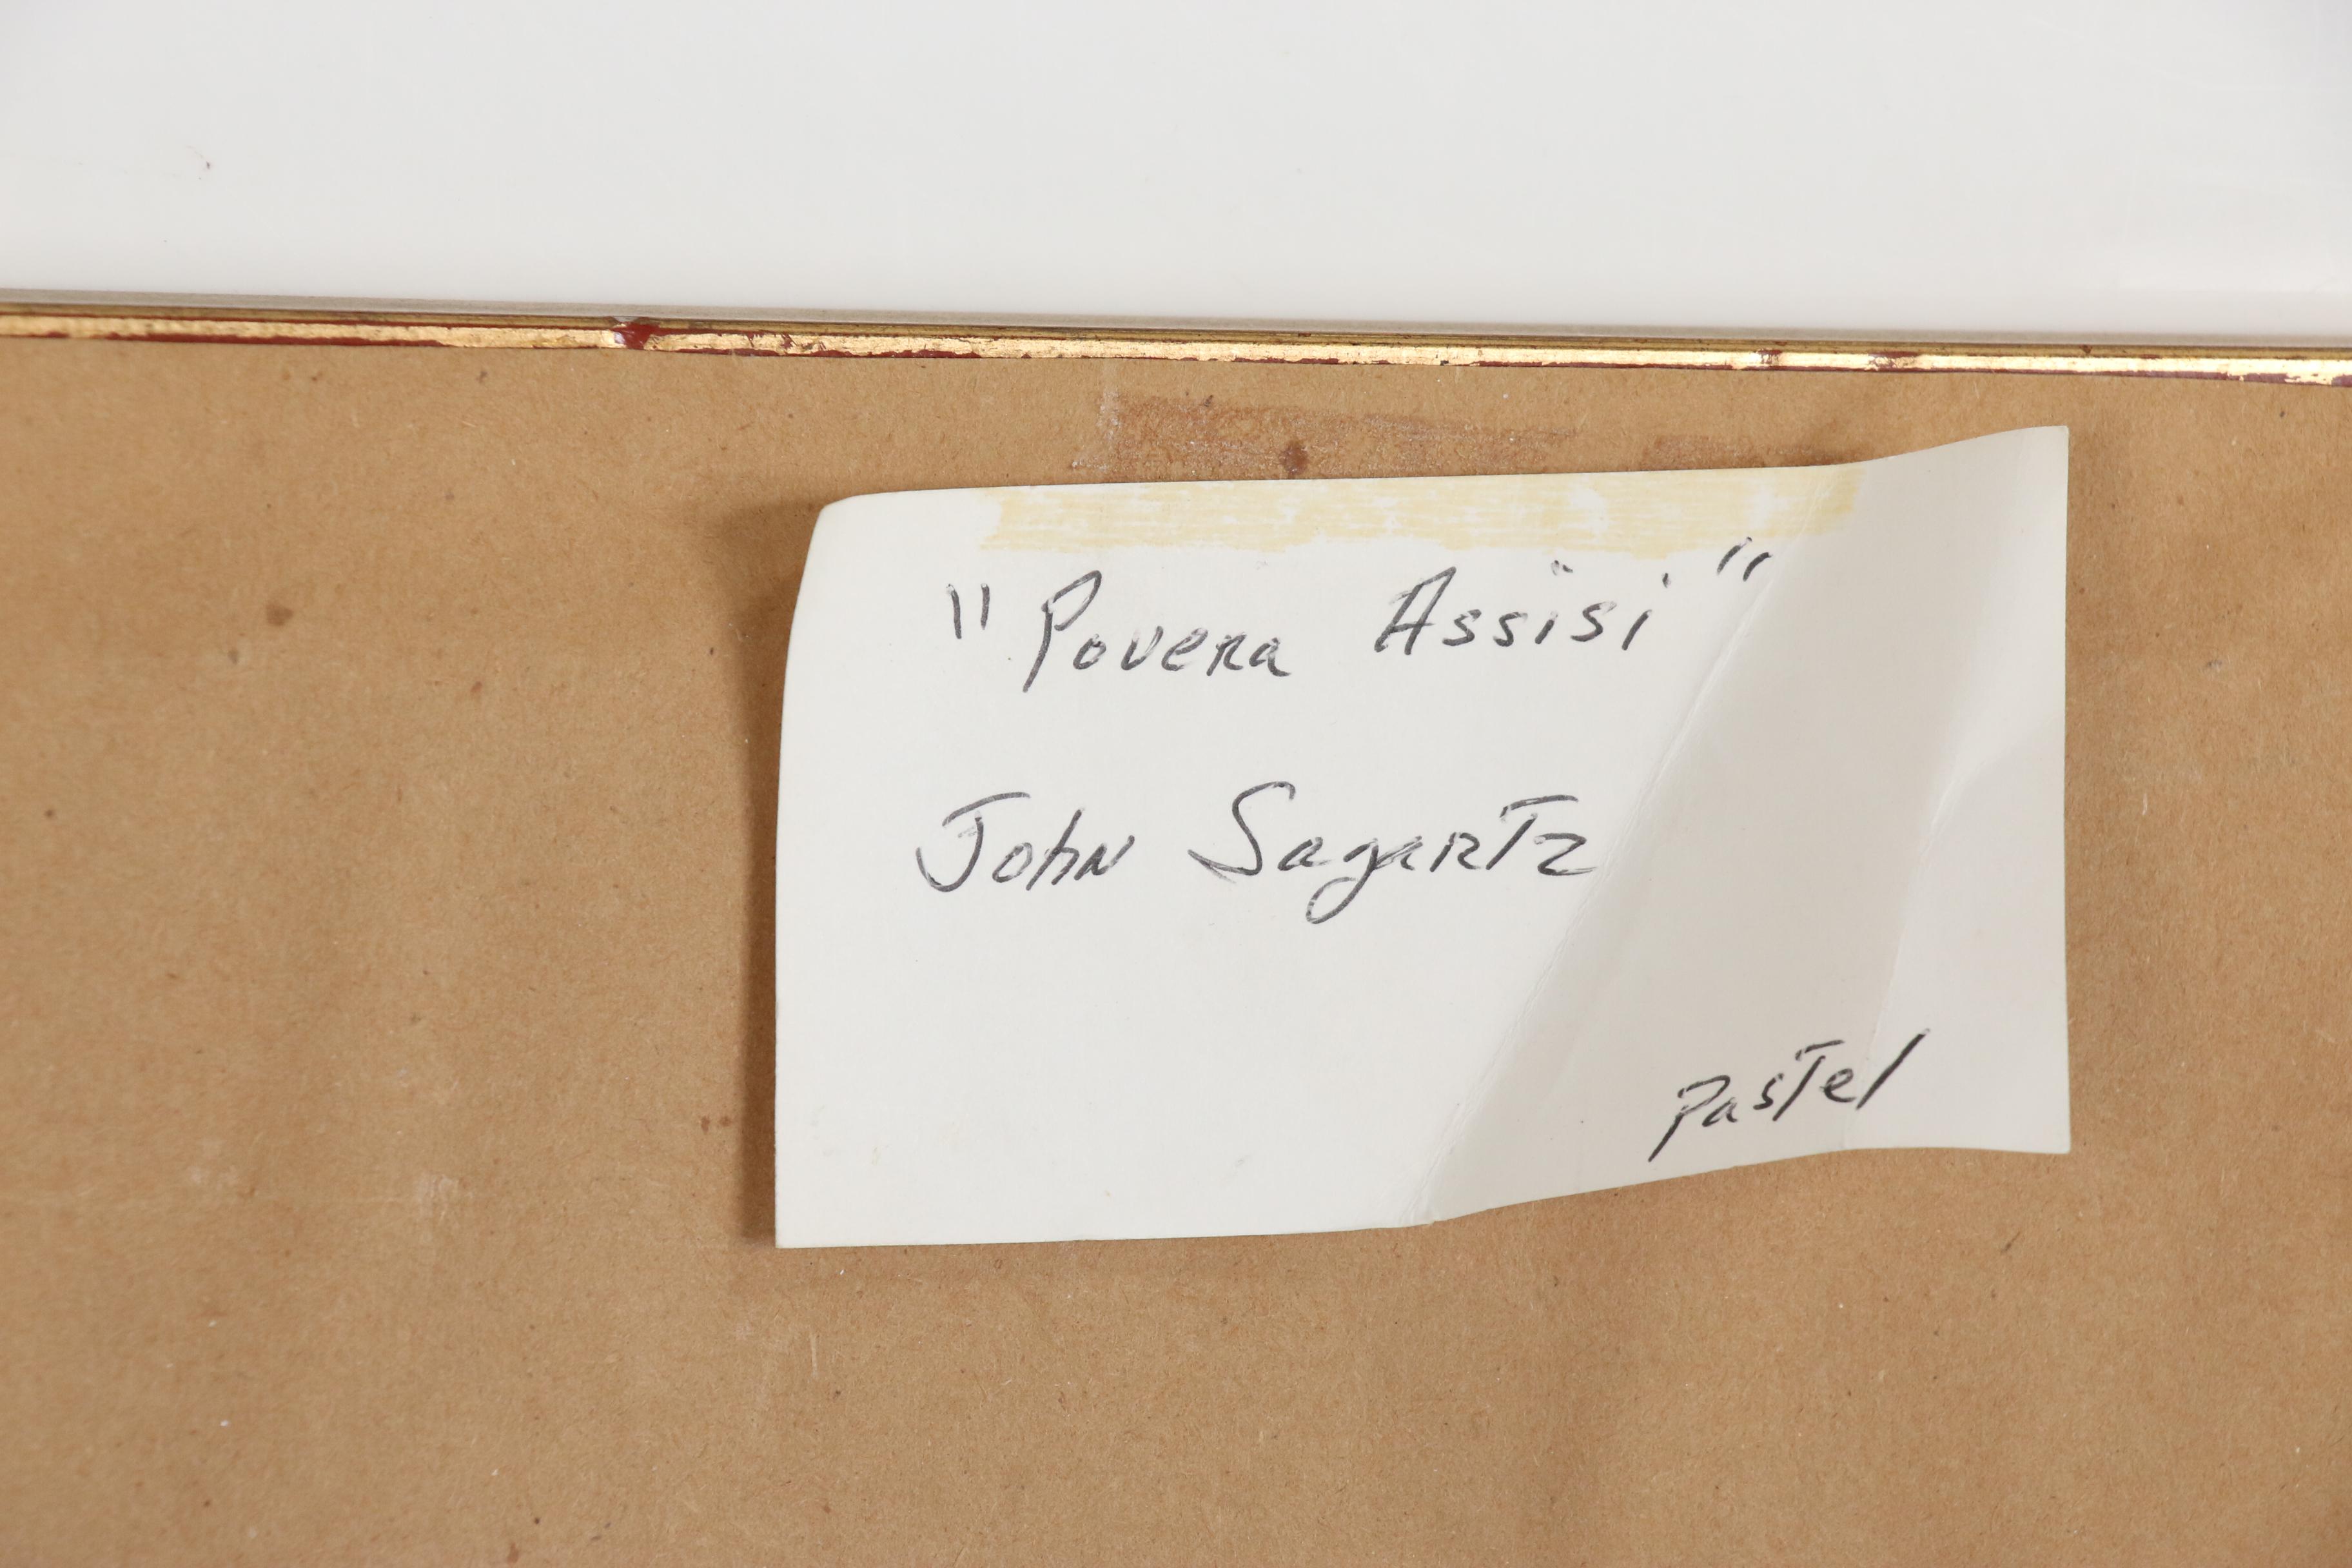 "Povera Assisi"
John Sagartz
Pastel